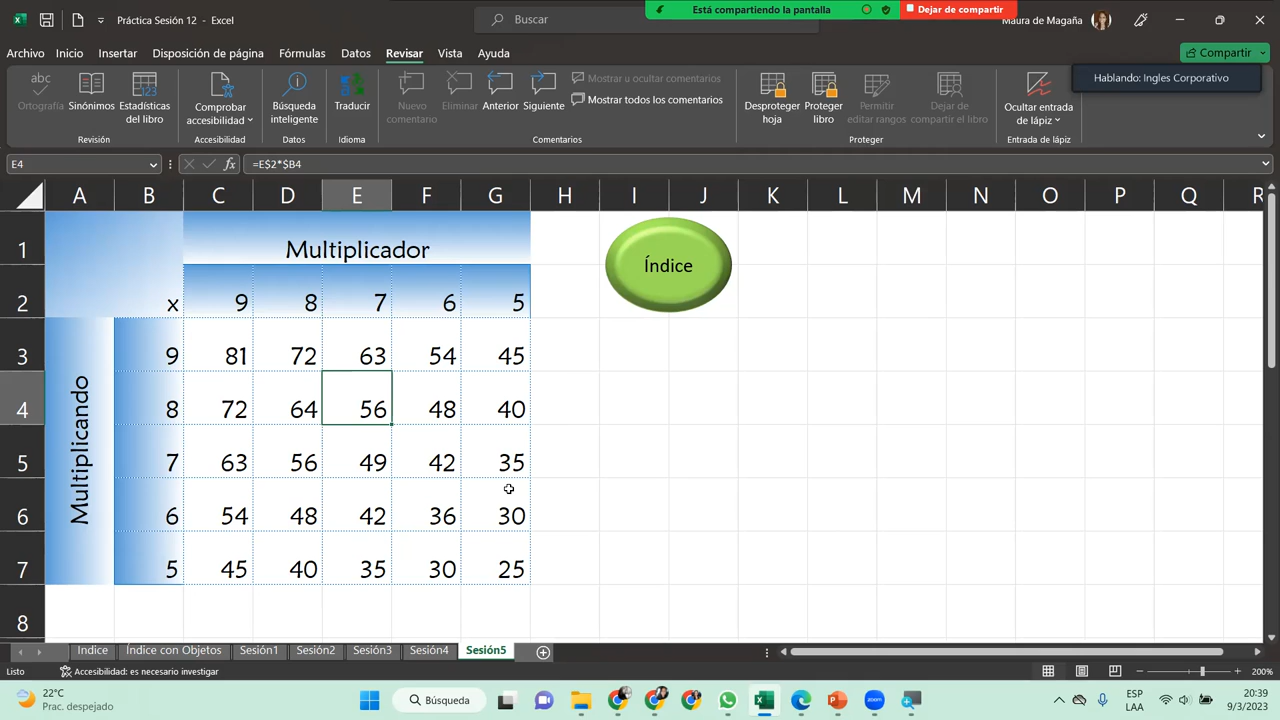 Práctica Sesión 12 - Excel
Buscar
Está compartiendo la pantalla
Dejar de compartir
Maura de Magaña
Archivo Inicio Insertar Disposición de página Fórmulas Datos Revisar Vista Ayuda
Compartir
Hablando: Ingles Corporativo
Ortografía
Sinónimos
Estadísticas del libro
Comprobar accesibilidad
Búsqueda inteligente
Traducir
Nuevo comentario
Eliminar
Anterior
Siguiente
Mostrar u ocultar comentarios
Mostrar todos los comentarios
Desproteger hoja
Proteger libro
Permitir editar rangos
Dejar de compartir el libro
Ocultar entrada de lápiz
Revisión Accesibilidad Datos Idioma Comentarios Proteger Entrada de lápiz
E4 fx =E$2*$B4
A B C D E F G H I J K L M N O P Q R
1 Multiplicador
Índice
2 x 9 8 7 6 5
Multiplicando
3 9 81 72 63 54 45
4 8 72 64 56 48 40
5 7 63 56 49 42 35
6 6 54 48 42 36 30
7 5 45 40 35 30 25
8
Indice Índice con Objetos Sesión1 Sesión2 Sesión3 Sesión4 Sesión5
Listo Accesibilidad: es necesario investigar 200%
22°C
Prac. despejado
Búsqueda
zoom
ESP
LAA
20:39
9/3/2023